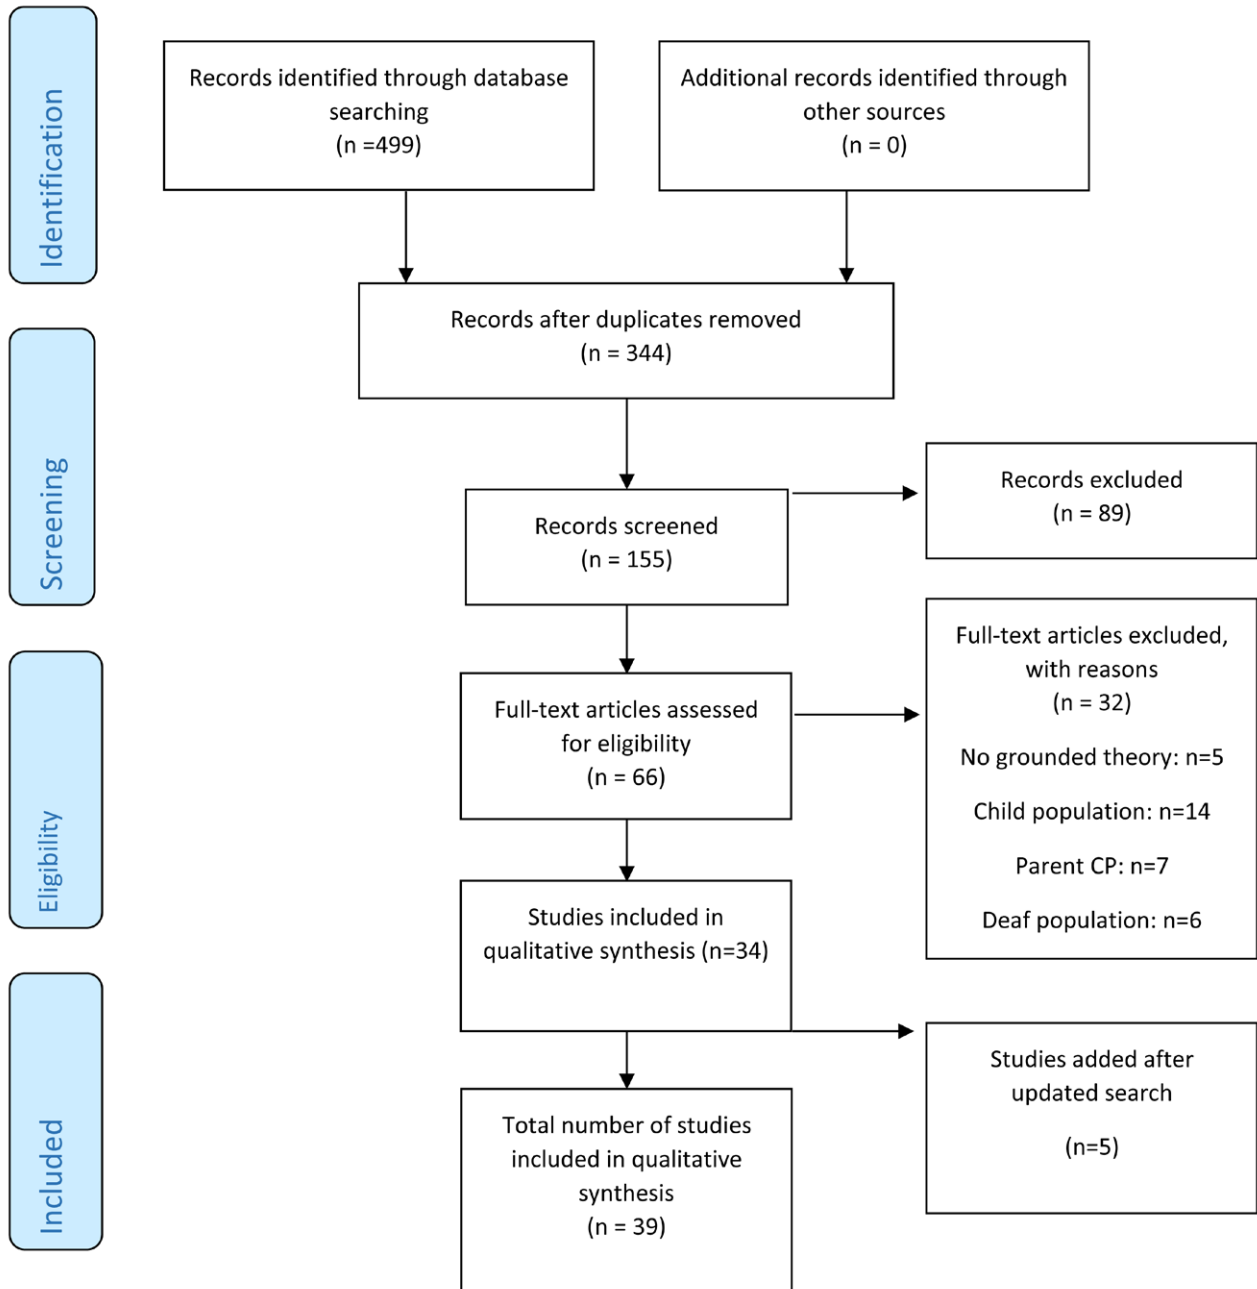 Identification
Records identified through database
searching
(n =499)
Additional records identified through
other sources
(n = 0)
Records after duplicates removed
(n = 344)
Screening
Records screened
(n = 155)
Records excluded
(n = 89)
Eligibility
Full-text articles assessed
for eligibility
(n = 66)
Full-text articles excluded,
with reasons
(n = 32)
No grounded theory: n=5
Child population: n=14
Parent CP: n=7
Deaf population: n=6
Studies included in
qualitative synthesis (n=34)
Included
Studies added after
updated search
(n=5)
Total number of studies
included in qualitative
synthesis
(n = 39)